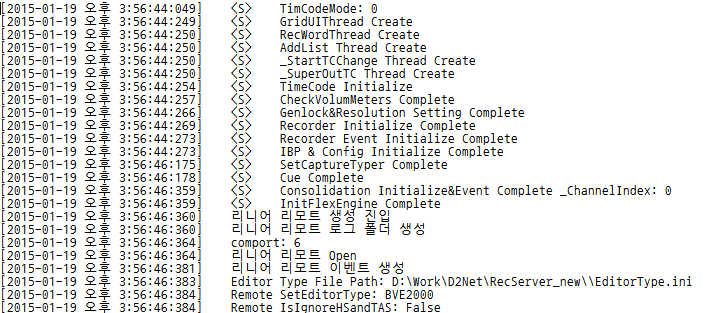 [2015-01-19 오후 3:56:44:049] <S> TimCodeMode: 0
[2015-01-19 오후 3:56:44:249] <S> GridUIThread Create
[2015-01-19 오후 3:56:44:250] <S> RecWordThread Create
[2015-01-19 오후 3:56:44:250] <S> AddList Thread Create
[2015-01-19 오후 3:56:44:250] <S> _StartTCChange Thread Create
[2015-01-19 오후 3:56:44:250] <S> _SuperOutTC Thread Create
[2015-01-19 오후 3:56:44:254] <S> TimeCode Initialize
[2015-01-19 오후 3:56:44:257] <S> CheckVolumMeters Complete
[2015-01-19 오후 3:56:44:266] <S> Genlock&Resolution Setting Complete
[2015-01-19 오후 3:56:44:269] <S> Recorder Initialize Complete
[2015-01-19 오후 3:56:44:273] <S> Recorder Event Initialize Complete
[2015-01-19 오후 3:56:44:273] <S> IBP & Config Initialize Complete
[2015-01-19 오후 3:56:46:175] <S> SetCaptureTyper Complete
[2015-01-19 오후 3:56:46:178] <S> Cue Complete
[2015-01-19 오후 3:56:46:359] <S> Consolidation Initialize&Event Complete _ChannelIndex: 0
[2015-01-19 오후 3:56:46:359] <S> InitFlexEngine Complete
[2015-01-19 오후 3:56:46:360] 리니어 리모트 생성 진입
[2015-01-19 오후 3:56:46:360] 리니어 리모트 로그 폴더 생성
[2015-01-19 오후 3:56:46:364] comport: 6
[2015-01-19 오후 3:56:46:364] 리니어 리모트 Open
[2015-01-19 오후 3:56:46:381] 리니어 리모트 이벤트 생성
[2015-01-19 오후 3:56:46:383] Editor Type File Path: D:\Work\D2Net\RecServer_new\\EditorType.ini
[2015-01-19 오후 3:56:46:384] Remote SetEditorType: BVE2000
[2015-01-19 오후 3:56:46:384] Remote IsIgnoreHSandTAS: False